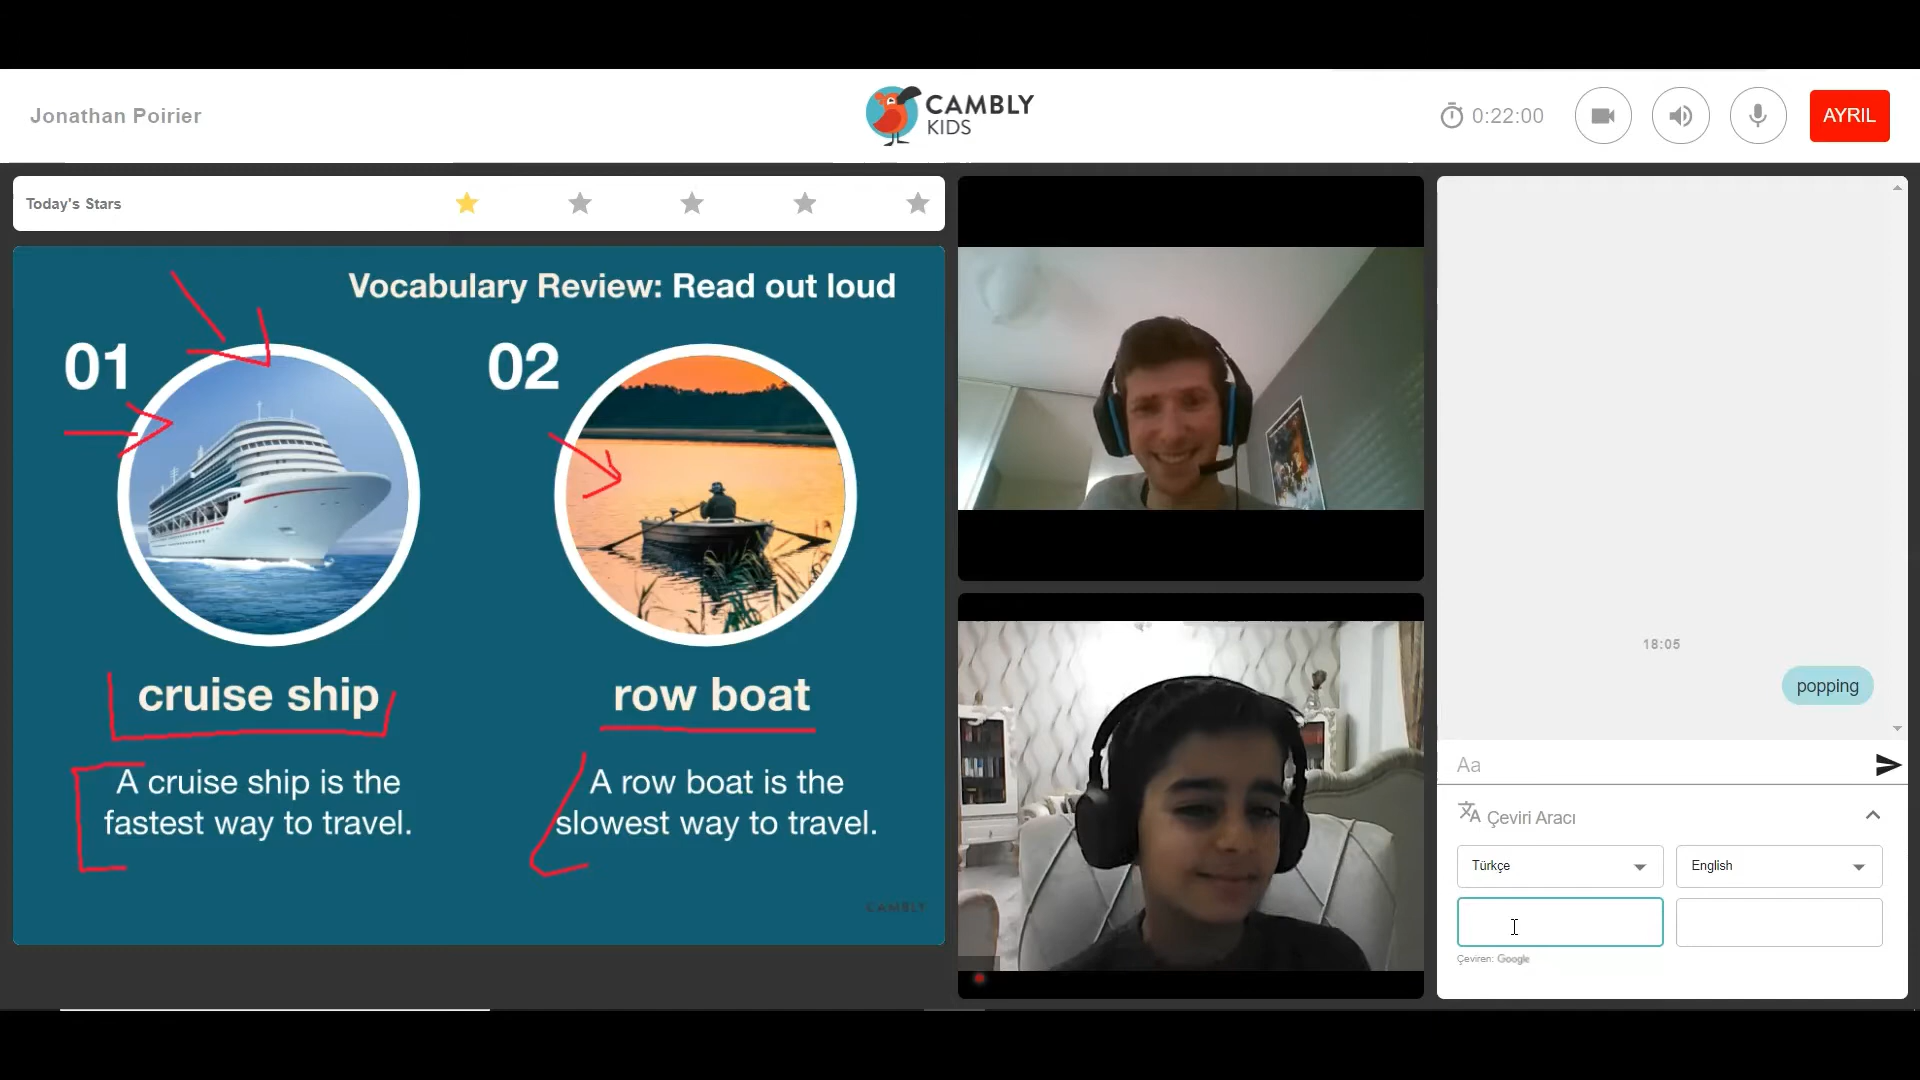 Jonathan Poirier
CAMBLY
KIDS
0:22:00
AYRIL
Today's Stars
Vocabulary Review: Read out loud
01
02
cruise ship
row boat
A cruise ship is the
fastest way to travel.
A row boat is the
slowest way to travel.
CAMBLY
18:05
popping
Aa
Çeviri Aracı
Türkçe
English
Çeviren: Google